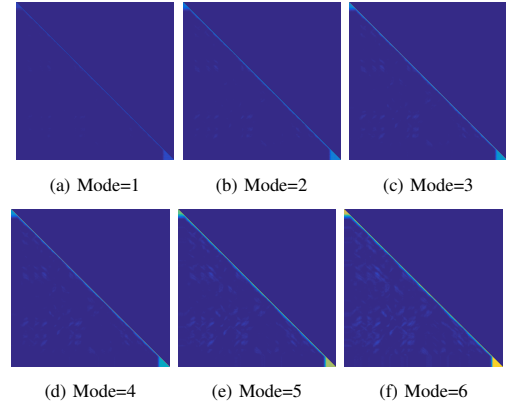 (a) Mode=1
(b) Mode=2
(c) Mode=3
(d) Mode=4
(e) Mode=5
(f) Mode=6